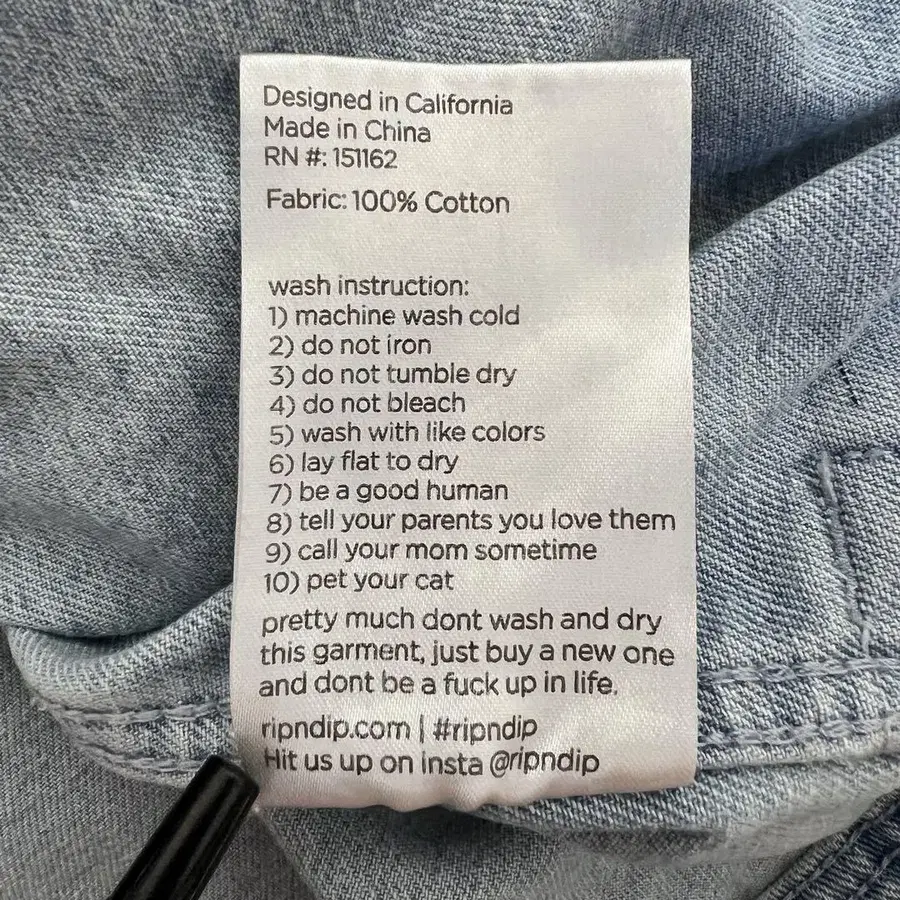 Designed in California
Made in China
RN #: 151162
Fabric: 100% Cotton
wash instruction:
1) machine wash cold
2) do not iron
3) do not tumble dry
4) do not bleach
5) wash with like colors
6) lay flat to dry
7) be a good human
8) tell your parents you love them
9) call your mom sometime
10) pet your cat
pretty much dont wash and dry
this garment, just buy a new one
and dont be a fuck up in life.
ripndip.com | #ripndip
Hit us up on insta @ripndip